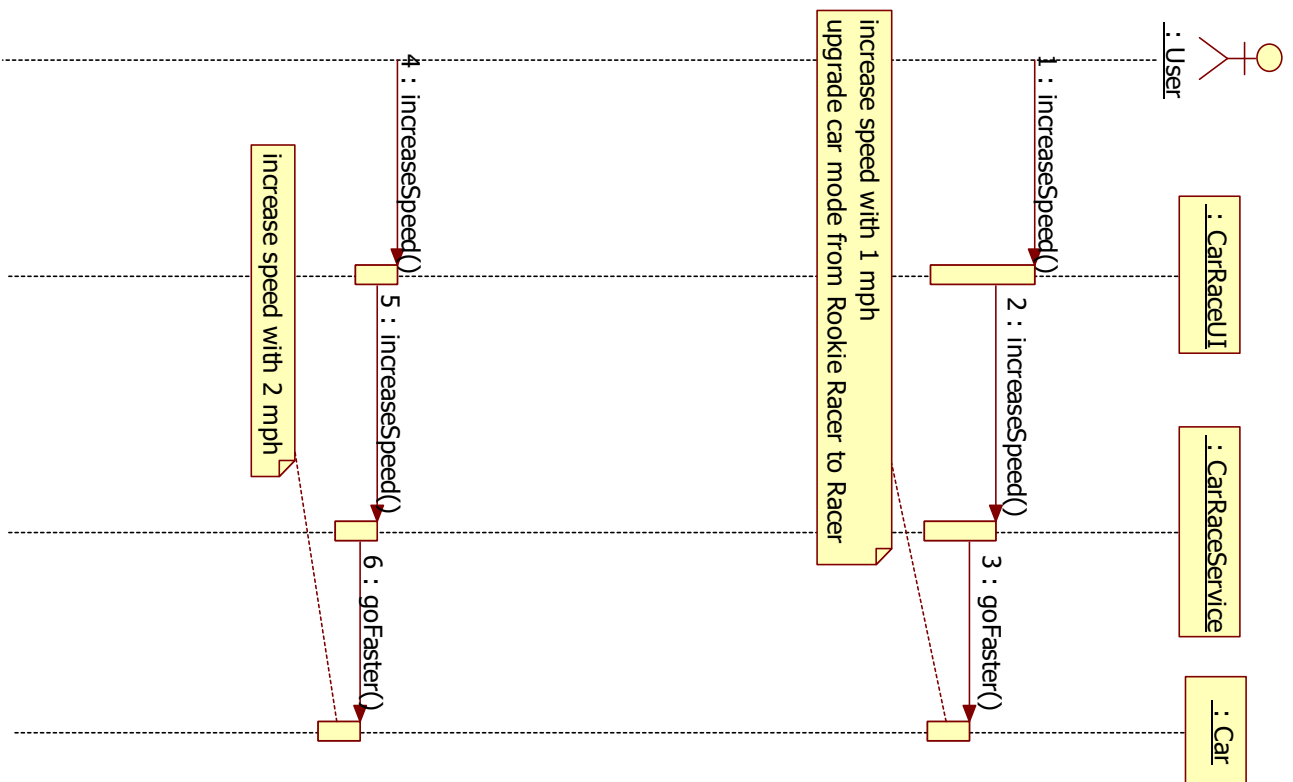 : User
: CarRaceUI
: CarRaceService
: Car
1 : increaseSpeed()
2 : increaseSpeed()
3 : goFaster()
increase speed with 1 mph
upgrade car mode from Rookie Racer to Racer
4 : increaseSpeed()
5 : increaseSpeed()
6 : goFaster()
increase speed with 2 mph